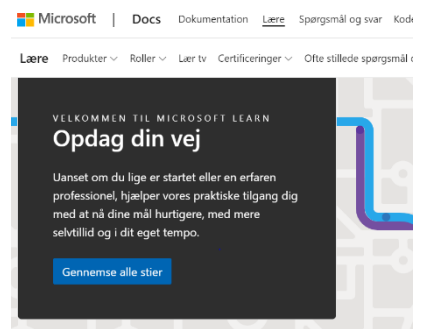 Microsoft | Docs Dokumentation Lære Spørgsmål og svar Kode
Lære Produkter Roller Lær tv Certificeringer Ofte stillede spørgsmål
VELKOMMEN TIL MICROSOFT LEARN
Opdag din vej
Uanset om du lige er startet eller en erfaren
professionel, hjælper vores praktiske tilgang dig
med at nå dine mål hurtigere, med mere
selvtillid og i dit eget tempo.
Gennemse alle stier